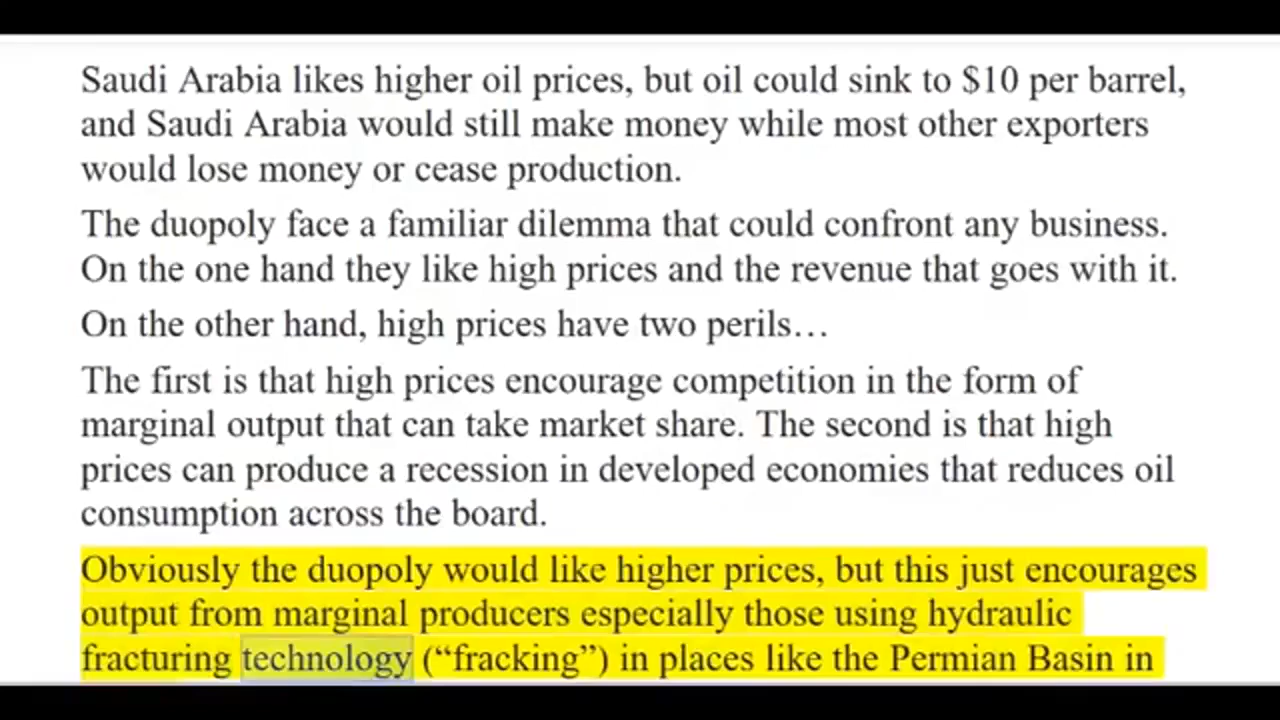 Saudi Arabia likes higher oil prices, but oil could sink to $10 per barrel,
and Saudi Arabia would still make money while most other exporters
would lose money or cease production.
The duopoly face a familiar dilemma that could confront any business.
On the one hand they like high prices and the revenue that goes with it.
On the other hand, high prices have two perils…
The first is that high prices encourage competition in the form of
marginal output that can take market share. The second is that high
prices can produce a recession in developed economies that reduces oil
consumption across the board.
Obviously the duopoly would like higher prices, but this just encourages
output from marginal producers especially those using hydraulic
fracturing technology (“fracking”) in places like the Permian Basin in